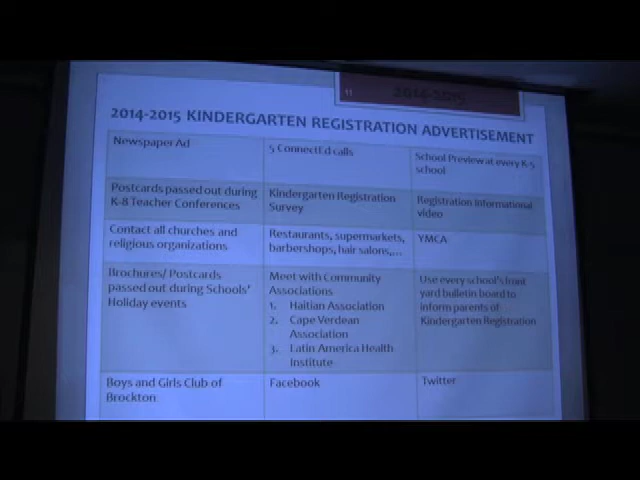 11
2014-2015
2014-2015 KINDERGARTEN REGISTRATION ADVERTISEMENT
Newspaper Ad
5 ConnectEd calls
School Preview at every K-5
school
Postcards passed out during
K-8 Teacher Conferences
Kindergarten Registration
Survey
Registration Informational
video
Contact all churches and
religious organizations
Restaurants, supermarkets,
barbershops, hair salons,...
YMCA
Brochures/ Postcards
passed out during Schools'
Holiday events
Meet with Community
Associations
1. Haitian Association
2. Cape Verdean
Association
3. Latin America Health
Institute
Use every school's front
yard bulletin board to
inform parents of
Kindergarten Registration
Boys and Girls Club of
Brockton
Facebook
Twitter